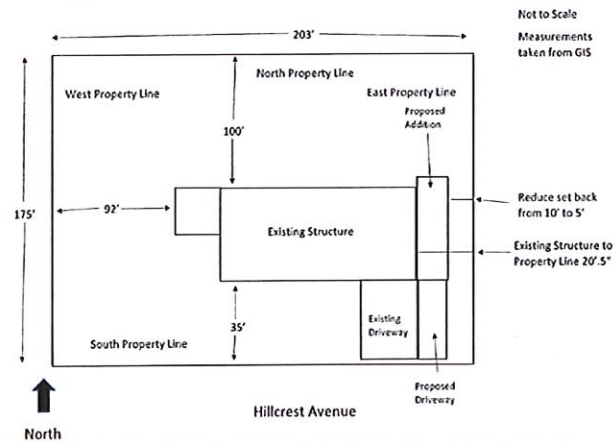 Not to Scale
Measurements
taken from GIS
203'
North Property Line
West Property Line
East Property Line
Proposed
Addition
100'
175'
92'
Reduce set back
from 10' to 5'
Existing Structure
Existing Structure to
Property Line 20'.5"
35'
Existing
Driveway
South Property Line
Proposed
Driveway
Hillcrest Avenue
North